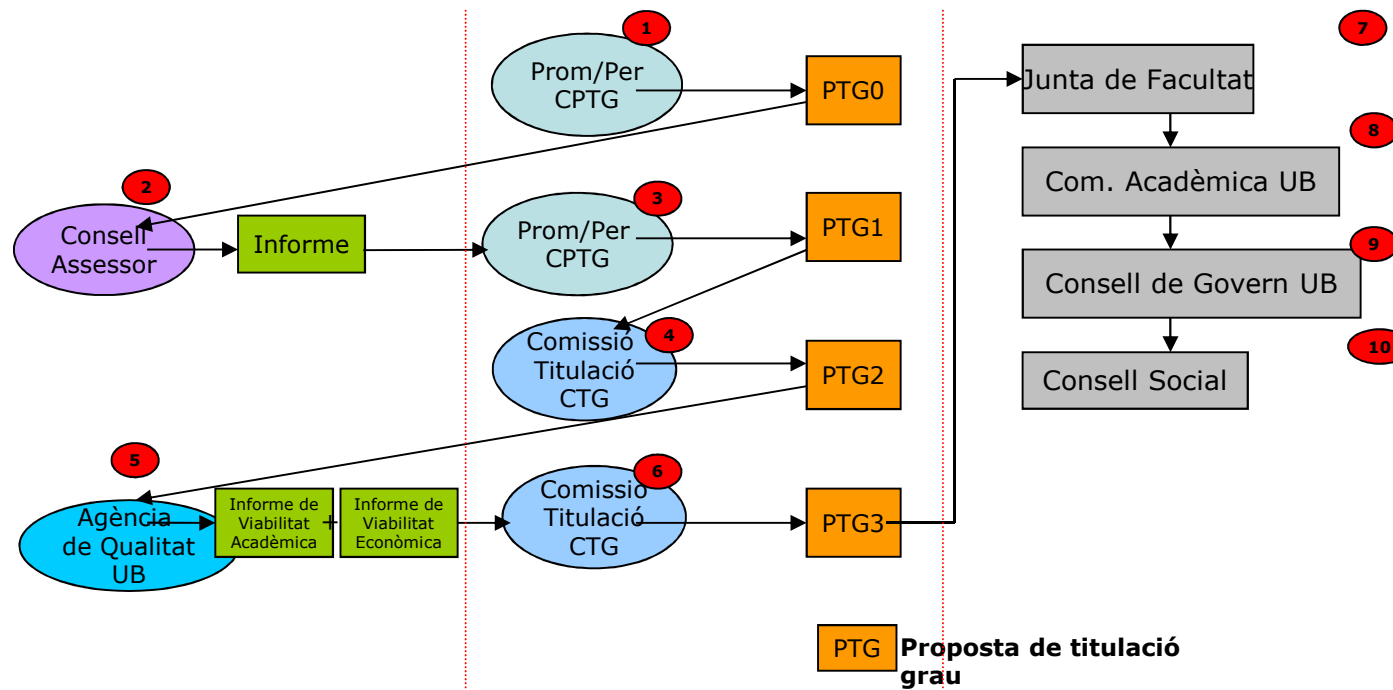 1
Prom/Per
CPTG
PTG0
2
Consell
Assessor
Informe
3
Prom/Per
CPTG
PTG1
4
Comissió
Titulació
CTG
PTG2
5
Agència
de Qualitat
UB
Informe de
Viabilitat
Acadèmica
+
Informe de
Viabilitat
Econòmica
6
Comissió
Titulació
CTG
PTG3
7
Junta de Facultat
8
Com. Acadèmica UB
9
Consell de Govern UB
10
Consell Social
PTG
Proposta de titulació
grau